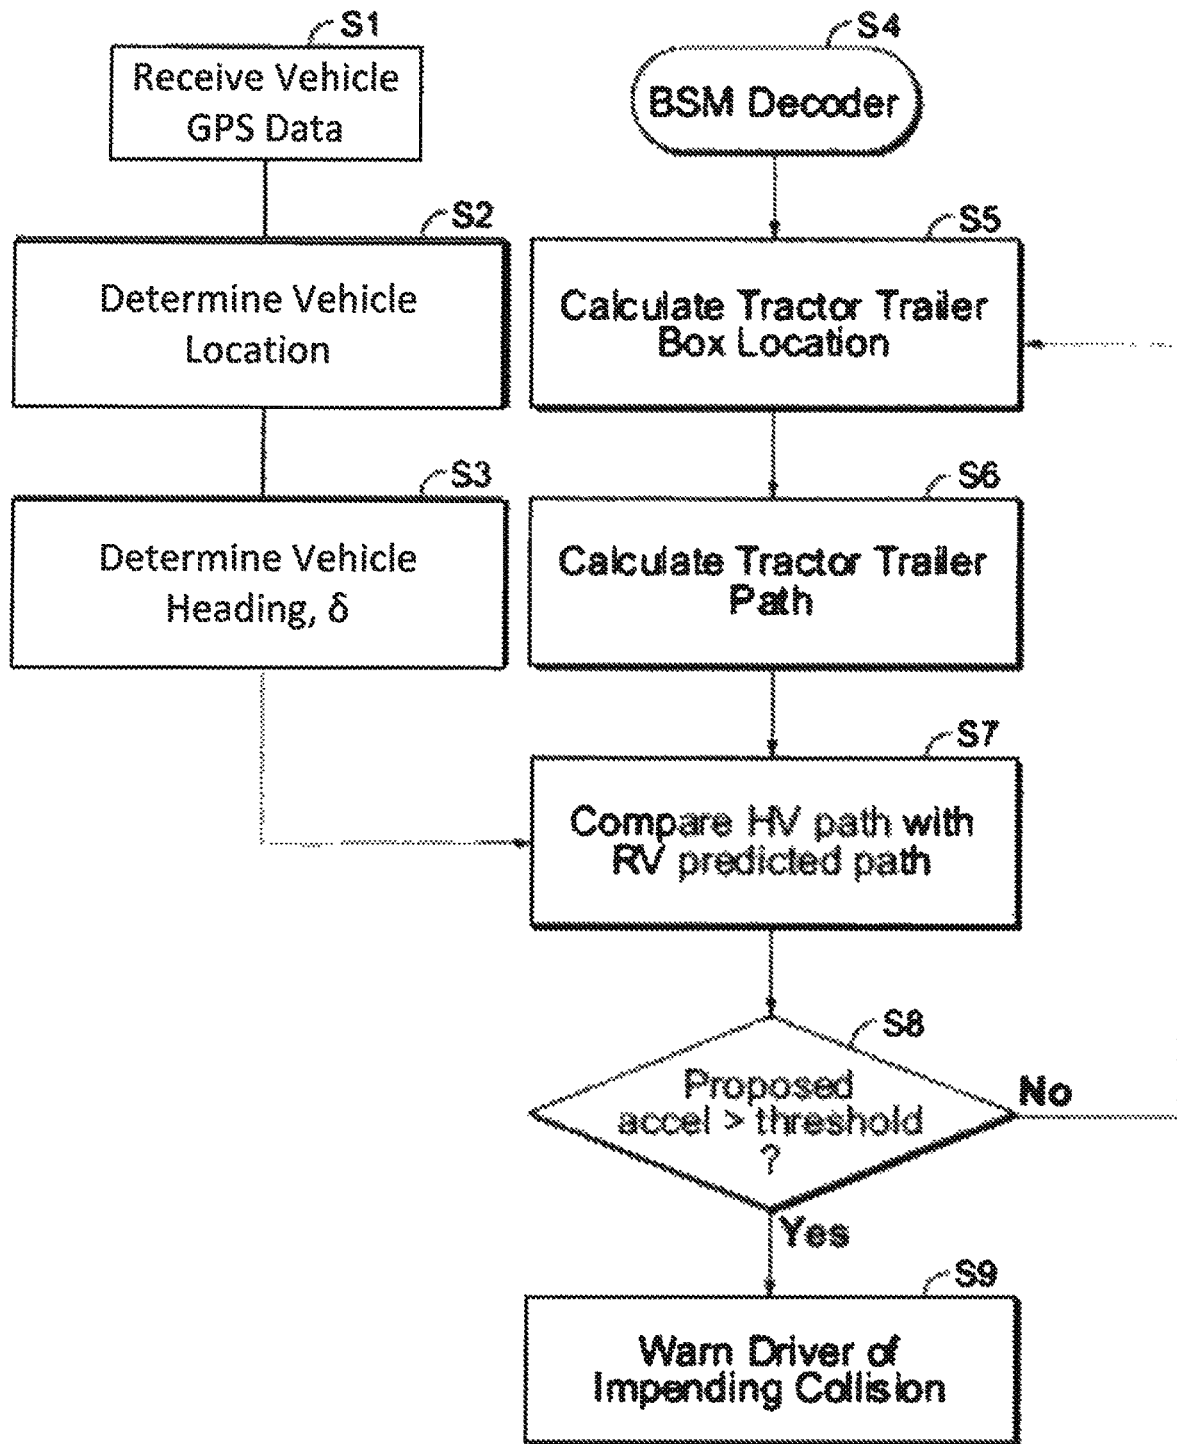 S1
Receive Vehicle
GPS Data
S2
Determine Vehicle
Location
S3
Determine Vehicle
Heading, δ
S4
BSM Decoder
S5
Calculate Tractor Trailer
Box Location
S6
Calculate Tractor Trailer
Path
S7
Compare HV path with
RV predicted path
S8
Proposed
accel > threshold
?
No
Yes
S9
Warn Driver of
Impending Collision